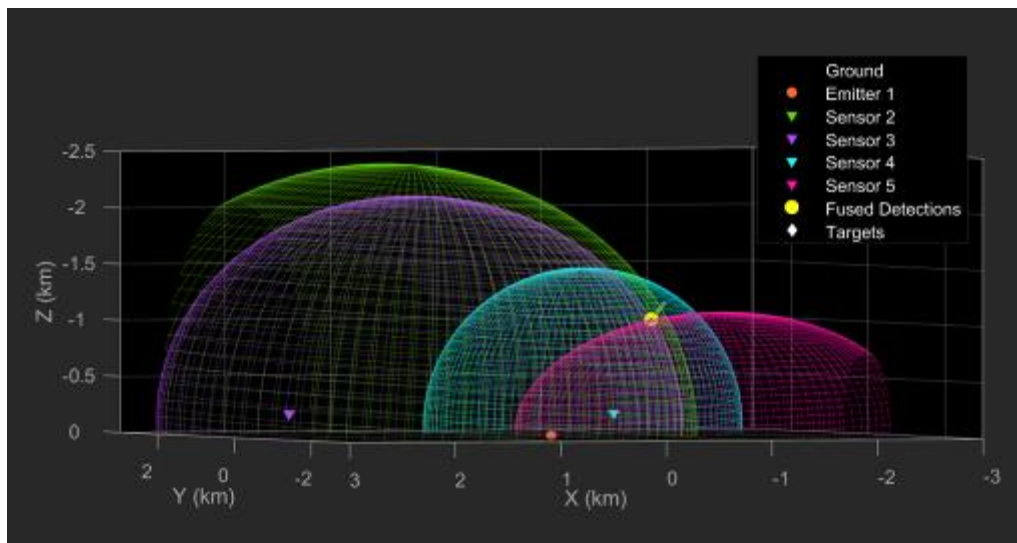 Ground
Emitter 1
Sensor 2
Sensor 3
Sensor 4
Sensor 5
Fused Detections
Targets
-2.5
-2
-1.5
-1
-0.5
0
Z (km)
2 0 -2 3 2 1 0 -1 -2 -3
Y (km) X (km)